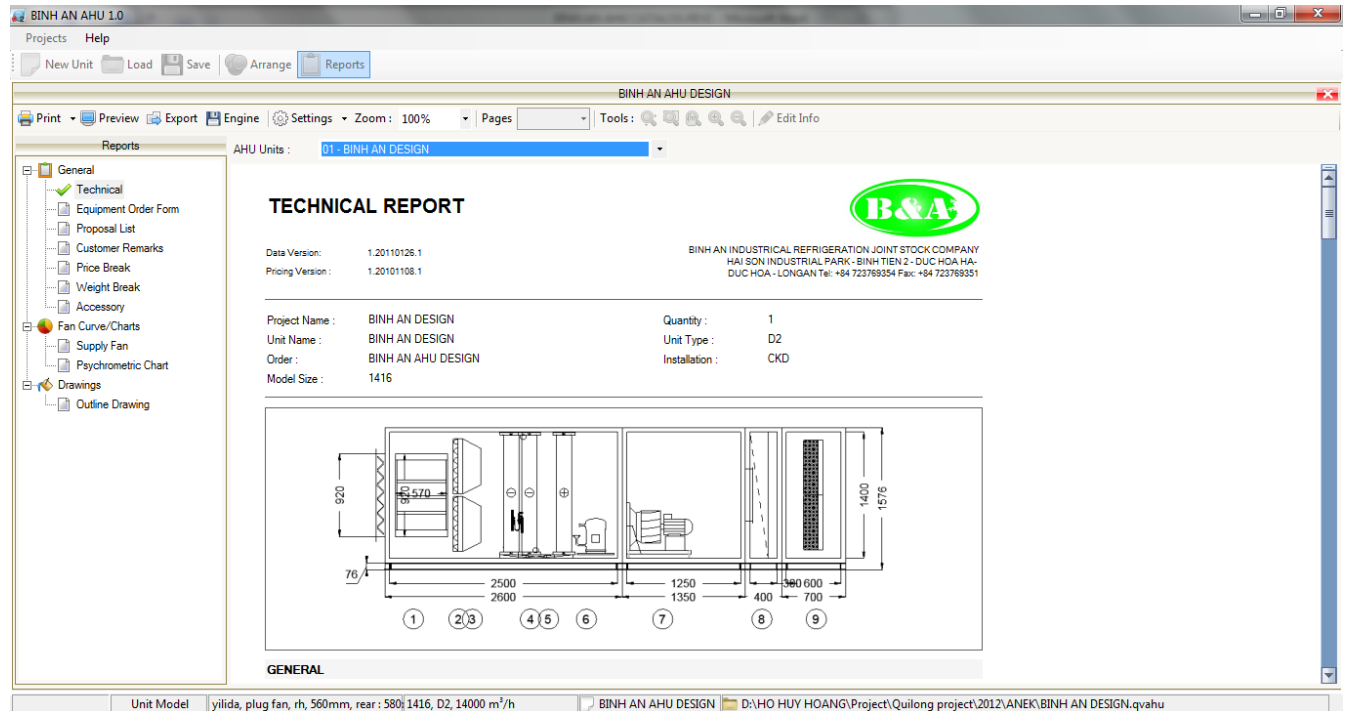 BINH AN AHU 1.0
Projects Help
New Unit Load Save Arrange Reports
BINH AN AHU DESIGN
Print Preview Export Engine Settings Zoom : 100% Pages Tools : Edit Info
Reports
AHU Units : 01 - BINH AN DESIGN
General
Technical
Equipment Order Form
Proposal List
Customer Remarks
Price Break
Weight Break
Accessory
Fan Curve/Charts
Supply Fan
Psychrometric Chart
Drawings
Outline Drawing
TECHNICAL REPORT
B&A
Data Version: 1.20110126.1
Pricing Version : 1.20101108.1
BINH AN INDUSTRICAL REFRIGERATION JOINT STOCK COMPANY
HAI SON INDUSTRIAL PARK - BINH TIEN 2 - DUC HOA HA-
DUC HOA - LONGAN Tel: +84 723769354 Fax: +84 723769351
Project Name : BINH AN DESIGN Quantity : 1
Unit Name : BINH AN DESIGN Unit Type : D2
Order : BINH AN AHU DESIGN Installation : CKD
Model Size : 1416
920
920
570
1400
1576
76
2500 1250 600
2600 1350 400 700
1 2 3 4 5 6 7 8 9
GENERAL
Unit Model yilida, plug fan, rh, 560mm, rear : 580 1416, D2, 14000 m³/h BINH AN AHU DESIGN D:\HO HUY HOANG\Project\Quilong project\2012\ANEK\BINH AN DESIGN.qvahu